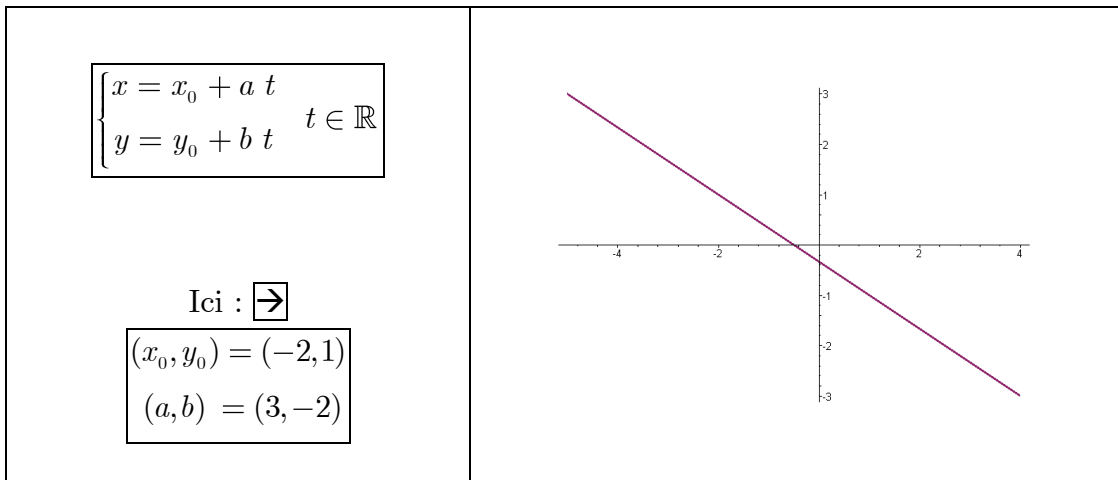 x = x₀ + a t
y = y₀ + b t
t ∈ ℝ
Ici : →
(x₀, y₀) = (−2,1)
(a, b) = (3, −2)
3
2
1
-4
-2
2
4
-1
-2
-3